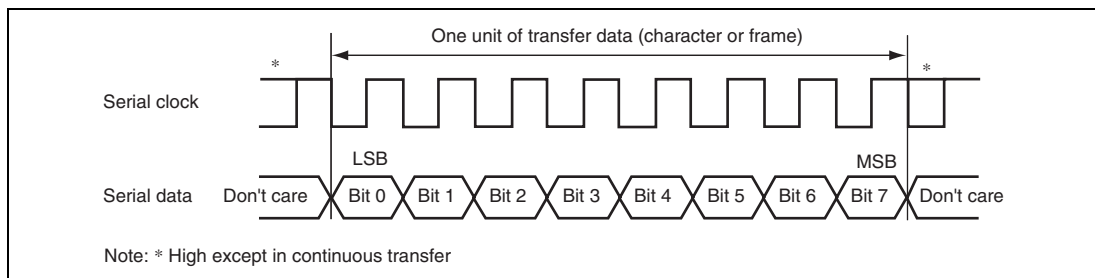 One unit of transfer data (character or frame)
* *
Serial clock
LSB MSB
Serial data Don't care Bit 0 Bit 1 Bit 2 Bit 3 Bit 4 Bit 5 Bit 6 Bit 7 Don't care
Note: * High except in continuous transfer